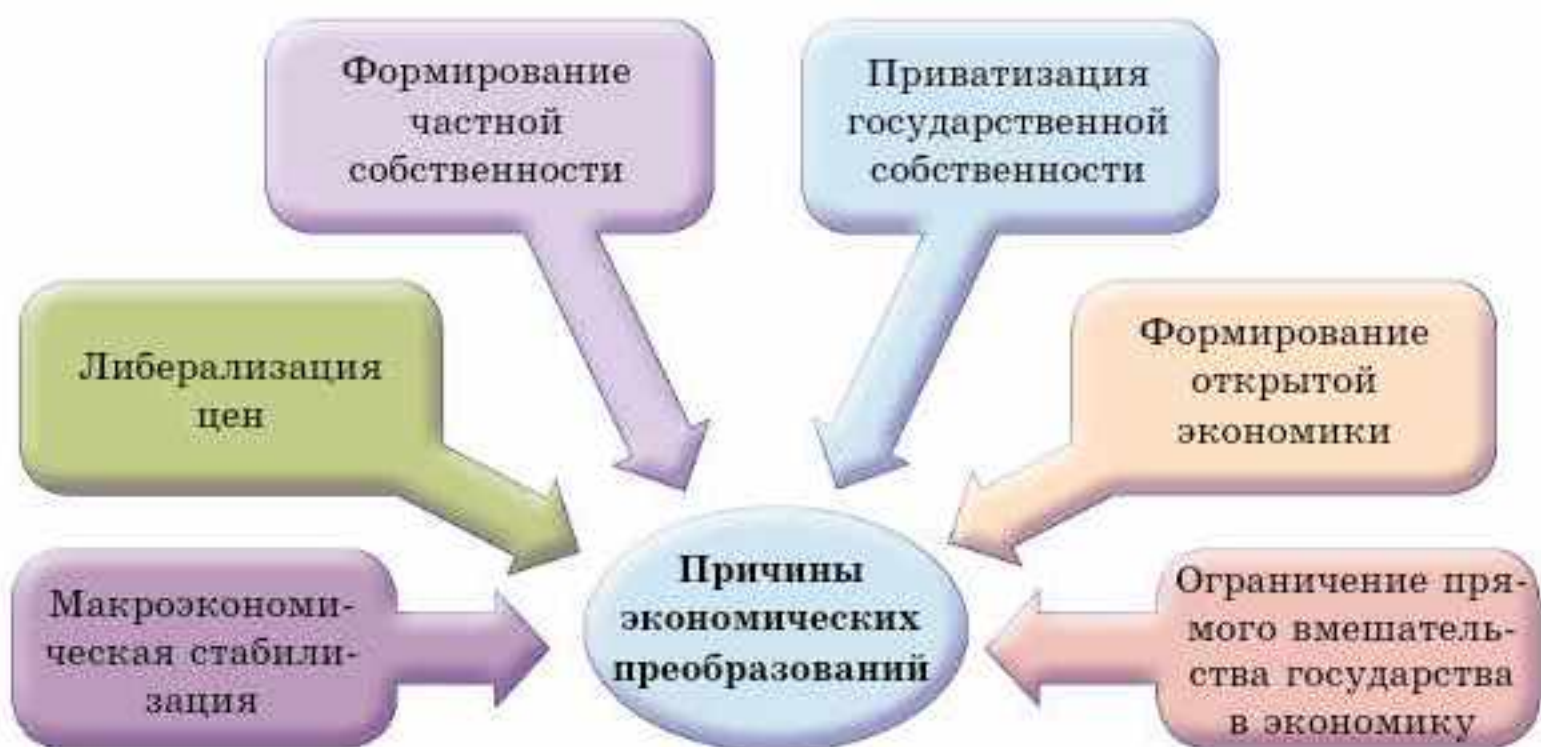 Формирование
частной
собственности
Приватизация
государственной
собственности
Либерализация
цен
Формирование
открытой
экономики
Макроэкономи-
ческая стабили-
зация
Причины
экономических
преобразований
Ограничение пря-
мого вмешатель-
ства государства
в экономику